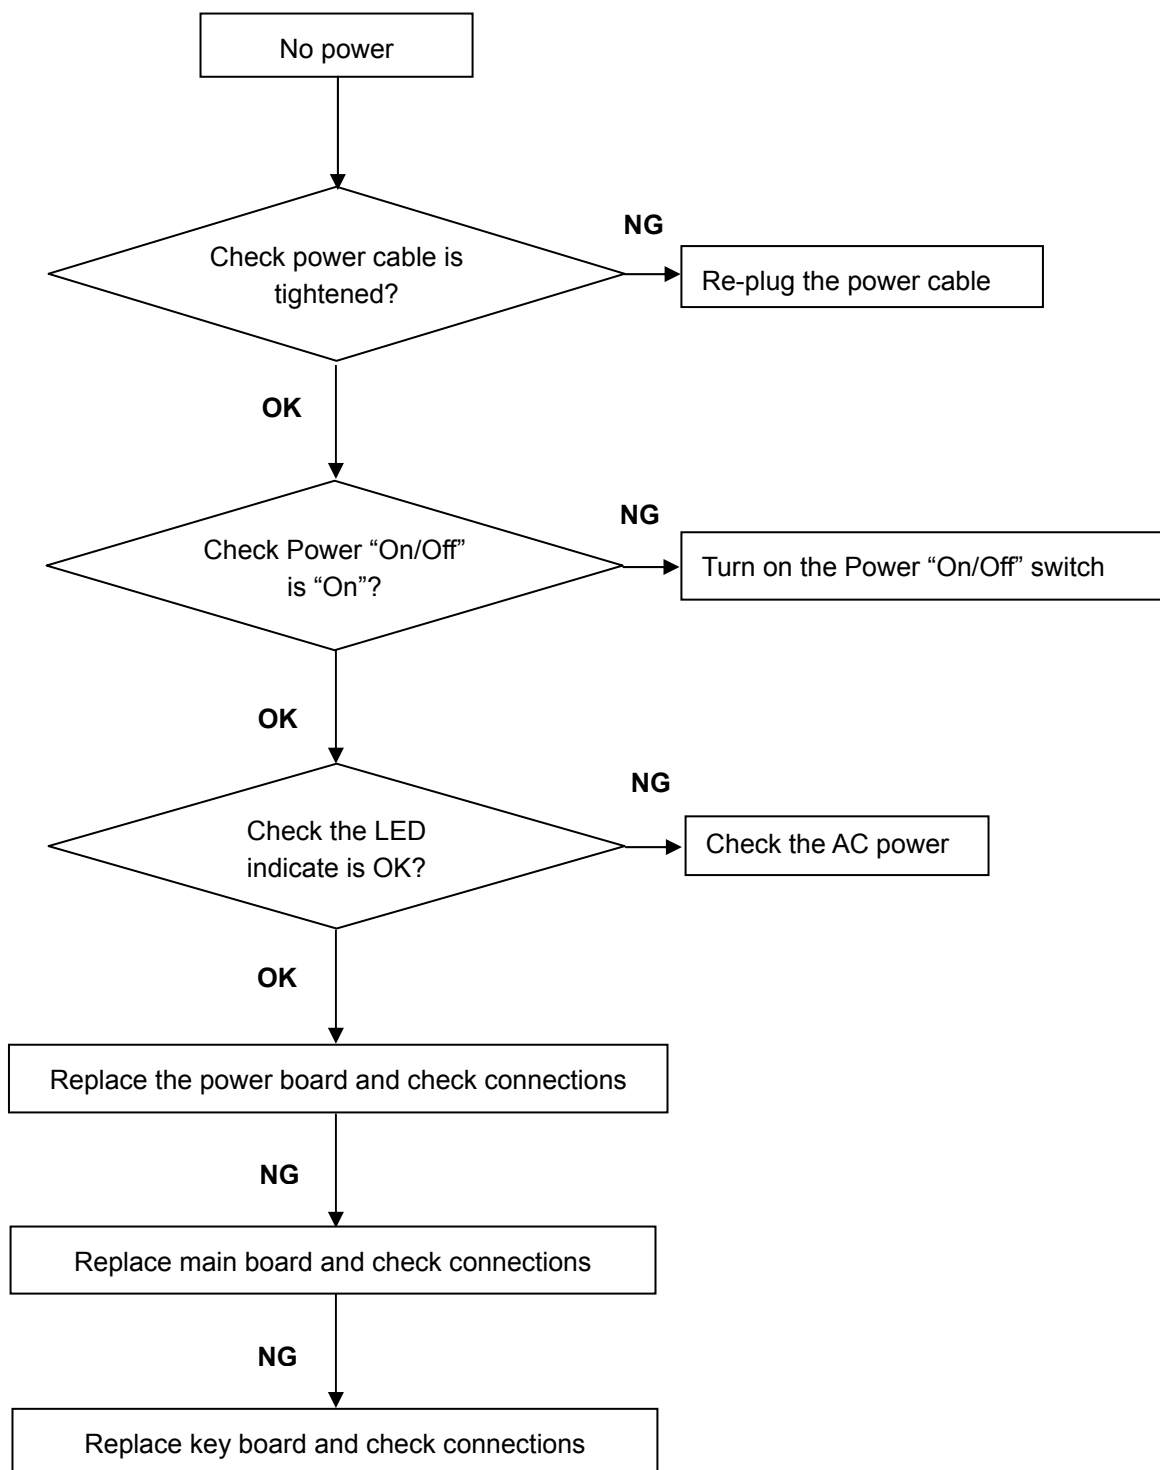 No power
Check power cable is
tightened?
NG
Re-plug the power cable
OK
Check Power “On/Off”
is “On”?
NG
Turn on the Power “On/Off” switch
OK
Check the LED
indicate is OK?
NG
Check the AC power
OK
Replace the power board and check connections
NG
Replace main board and check connections
NG
Replace key board and check connections